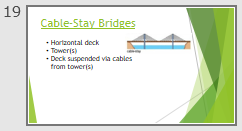 19
Cable-Stay Bridges
• Horizontal deck
• Tower(s)
• Deck suspended via cables
from tower(s)